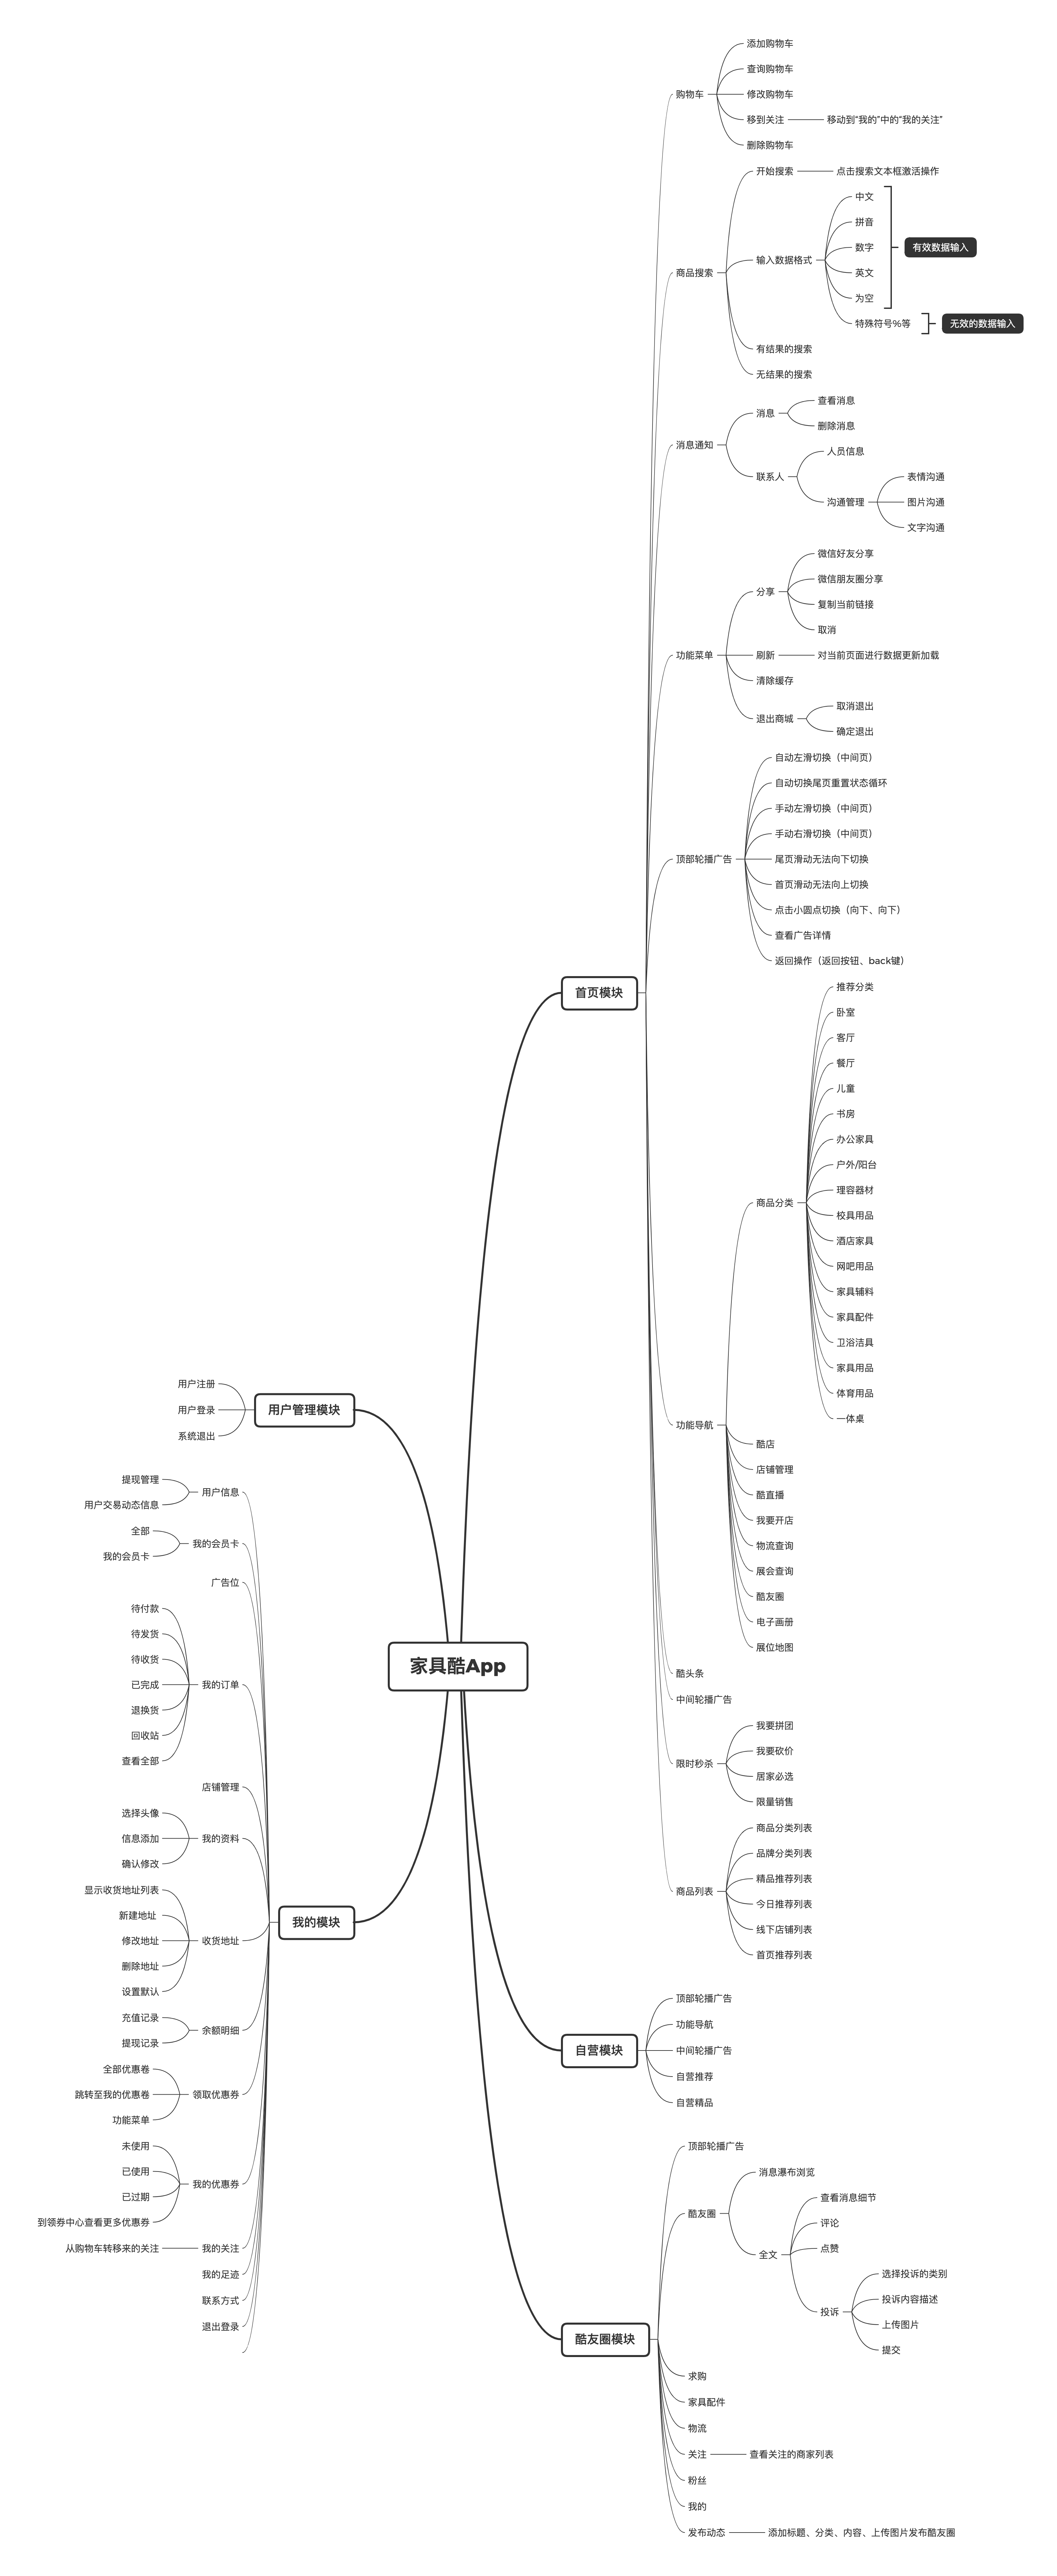 家具酷App
首页模块
购物车
添加购物车
查询购物车
修改购物车
移到关注
移动到“我的”中的“我的关注”
删除购物车
商品搜索
开始搜索
点击搜索文本框激活操作
输入数据格式
中文
拼音
数字
英文
为空
有效数据输入
特殊符号%等
无效的数据输入
有结果的搜索
无结果的搜索
消息通知
消息
查看消息
删除消息
联系人
人员信息
沟通管理
表情沟通
图片沟通
文字沟通
功能菜单
分享
微信好友分享
微信朋友圈分享
复制当前链接
取消
刷新
对当前页面进行数据更新加载
清除缓存
退出商城
取消退出
确定退出
顶部轮播广告
自动左滑切换（中间页）
自动切换尾页重置状态循环
手动左滑切换（中间页）
手动右滑切换（中间页）
尾页滑动无法向下切换
首页滑动无法向上切换
点击小圆点切换（向下、向下）
查看广告详情
返回操作（返回按钮、back键）
功能导航
商品分类
推荐分类
卧室
客厅
餐厅
儿童
书房
办公家具
户外/阳台
理容器材
校具用品
酒店家具
网吧用品
家具辅料
家具配件
卫浴洁具
家具用品
体育用品
一体桌
酷店
店铺管理
酷直播
我要开店
物流查询
展会查询
酷友圈
电子画册
展位地图
酷头条
中间轮播广告
限时秒杀
我要拼团
我要砍价
居家必选
限量销售
商品列表
商品分类列表
品牌分类列表
精品推荐列表
今日推荐列表
线下店铺列表
首页推荐列表
自营模块
顶部轮播广告
功能导航
中间轮播广告
自营推荐
自营精品
酷友圈模块
顶部轮播广告
酷友圈
消息瀑布浏览
全文
查看消息细节
评论
点赞
投诉
选择投诉的类别
投诉内容描述
上传图片
提交
求购
家具配件
物流
关注
查看关注的商家列表
粉丝
我的
发布动态
添加标题、分类、内容、上传图片发布酷友圈
用户管理模块
用户注册
用户登录
系统退出
我的模块
用户信息
提现管理
用户交易动态信息
我的会员卡
全部
我的会员卡
广告位
我的订单
待付款
待发货
待收货
已完成
退换货
回收站
查看全部
店铺管理
我的资料
选择头像
信息添加
确认修改
收货地址
显示收货地址列表
新建地址
修改地址
删除地址
设置默认
余额明细
充值记录
提现记录
领取优惠券
全部优惠卷
跳转至我的优惠卷
功能菜单
我的优惠券
未使用
已使用
已过期
到领券中心查看更多优惠券
我的关注
从购物车转移来的关注
我的足迹
联系方式
退出登录